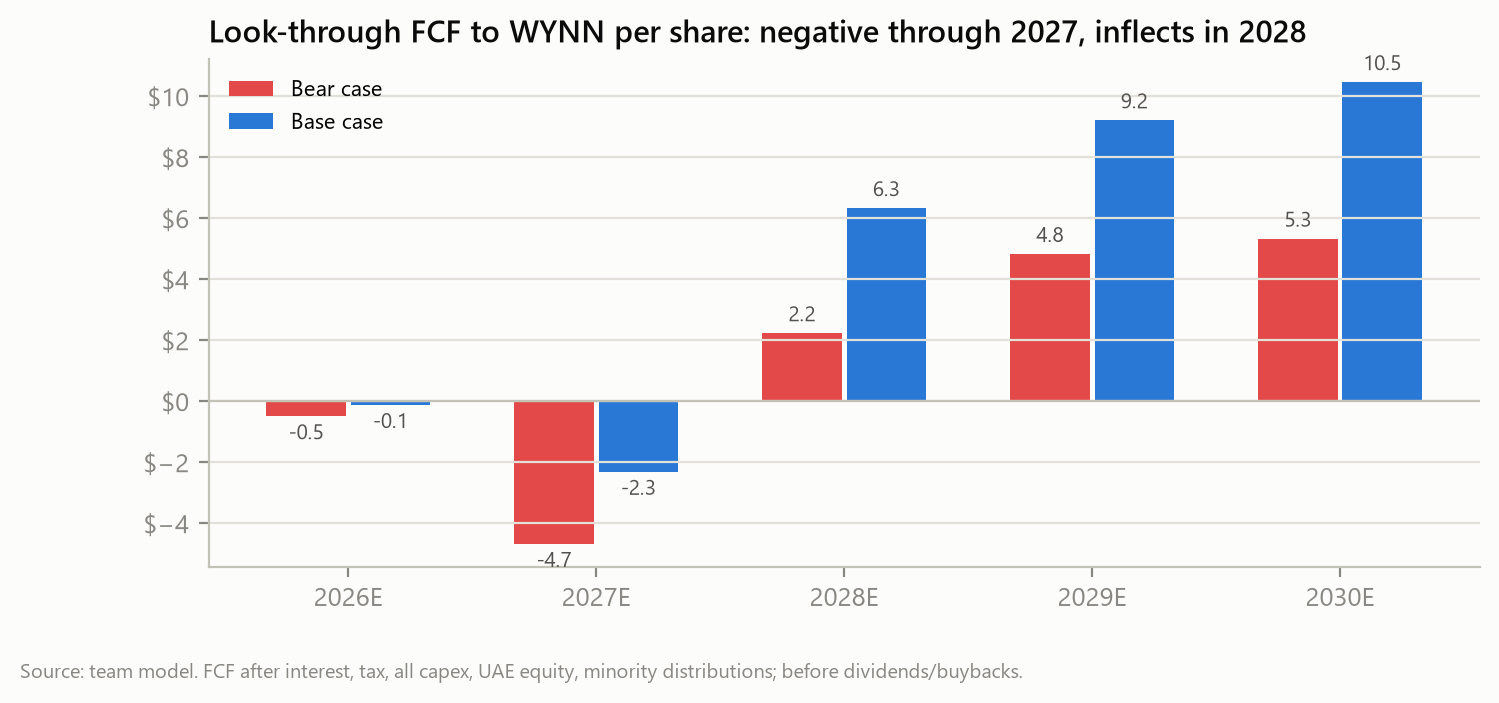 Look-through FCF to WYNN per share: negative through 2027, inflects in 2028
Bear case
Base case
$10
$8
$6
$4
$2
$0
$−2
$−4
-0.5
-0.1
-4.7
-2.3
2.2
6.3
4.8
9.2
5.3
10.5
2026E
2027E
2028E
2029E
2030E
Source: team model. FCF after interest, tax, all capex, UAE equity, minority distributions; before dividends/buybacks.